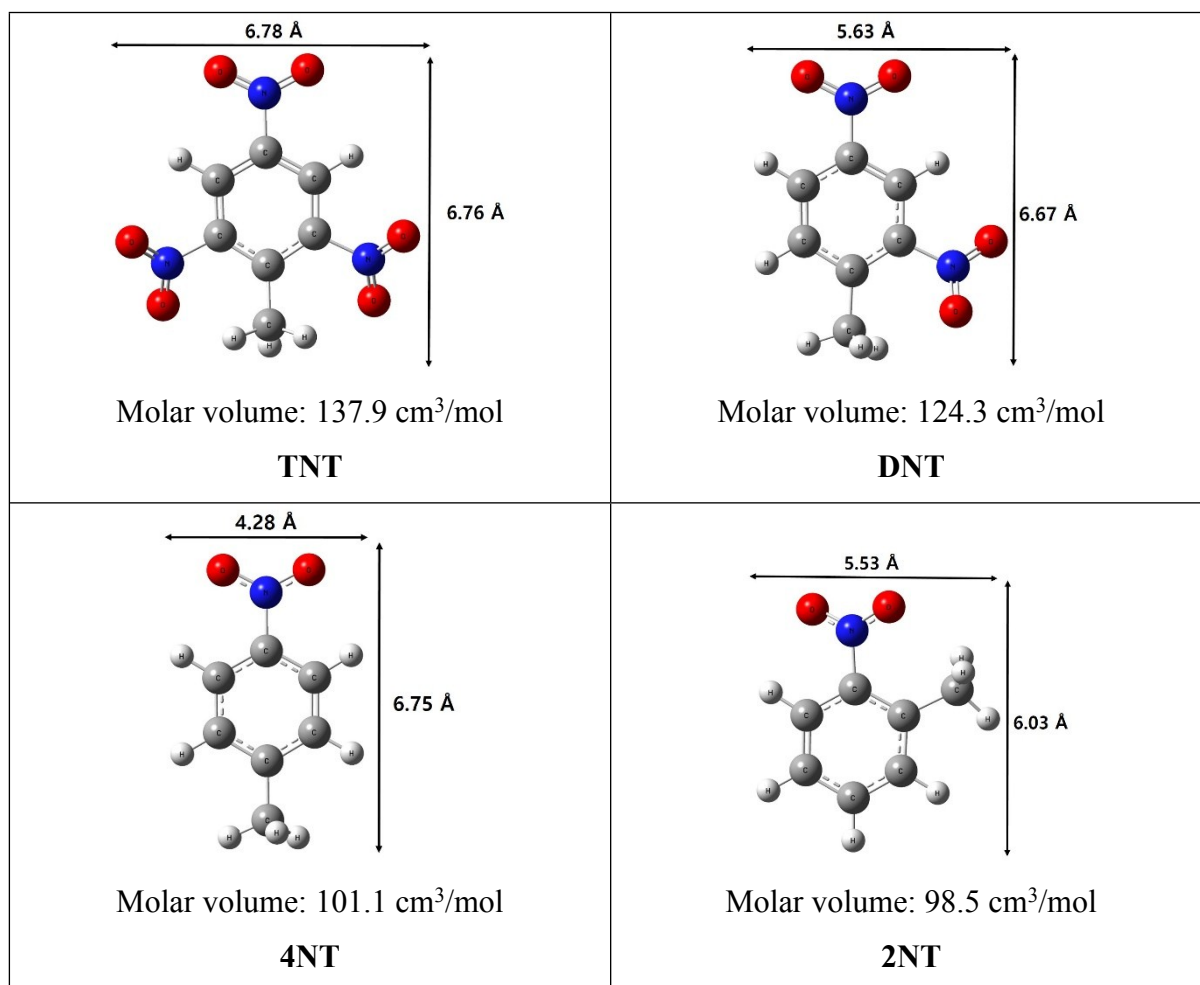 6.78 Å
6.76 Å
Molar volume: 137.9 cm³/mol
TNT
5.63 Å
6.67 Å
Molar volume: 124.3 cm³/mol
DNT
4.28 Å
6.75 Å
Molar volume: 101.1 cm³/mol
4NT
5.53 Å
6.03 Å
Molar volume: 98.5 cm³/mol
2NT